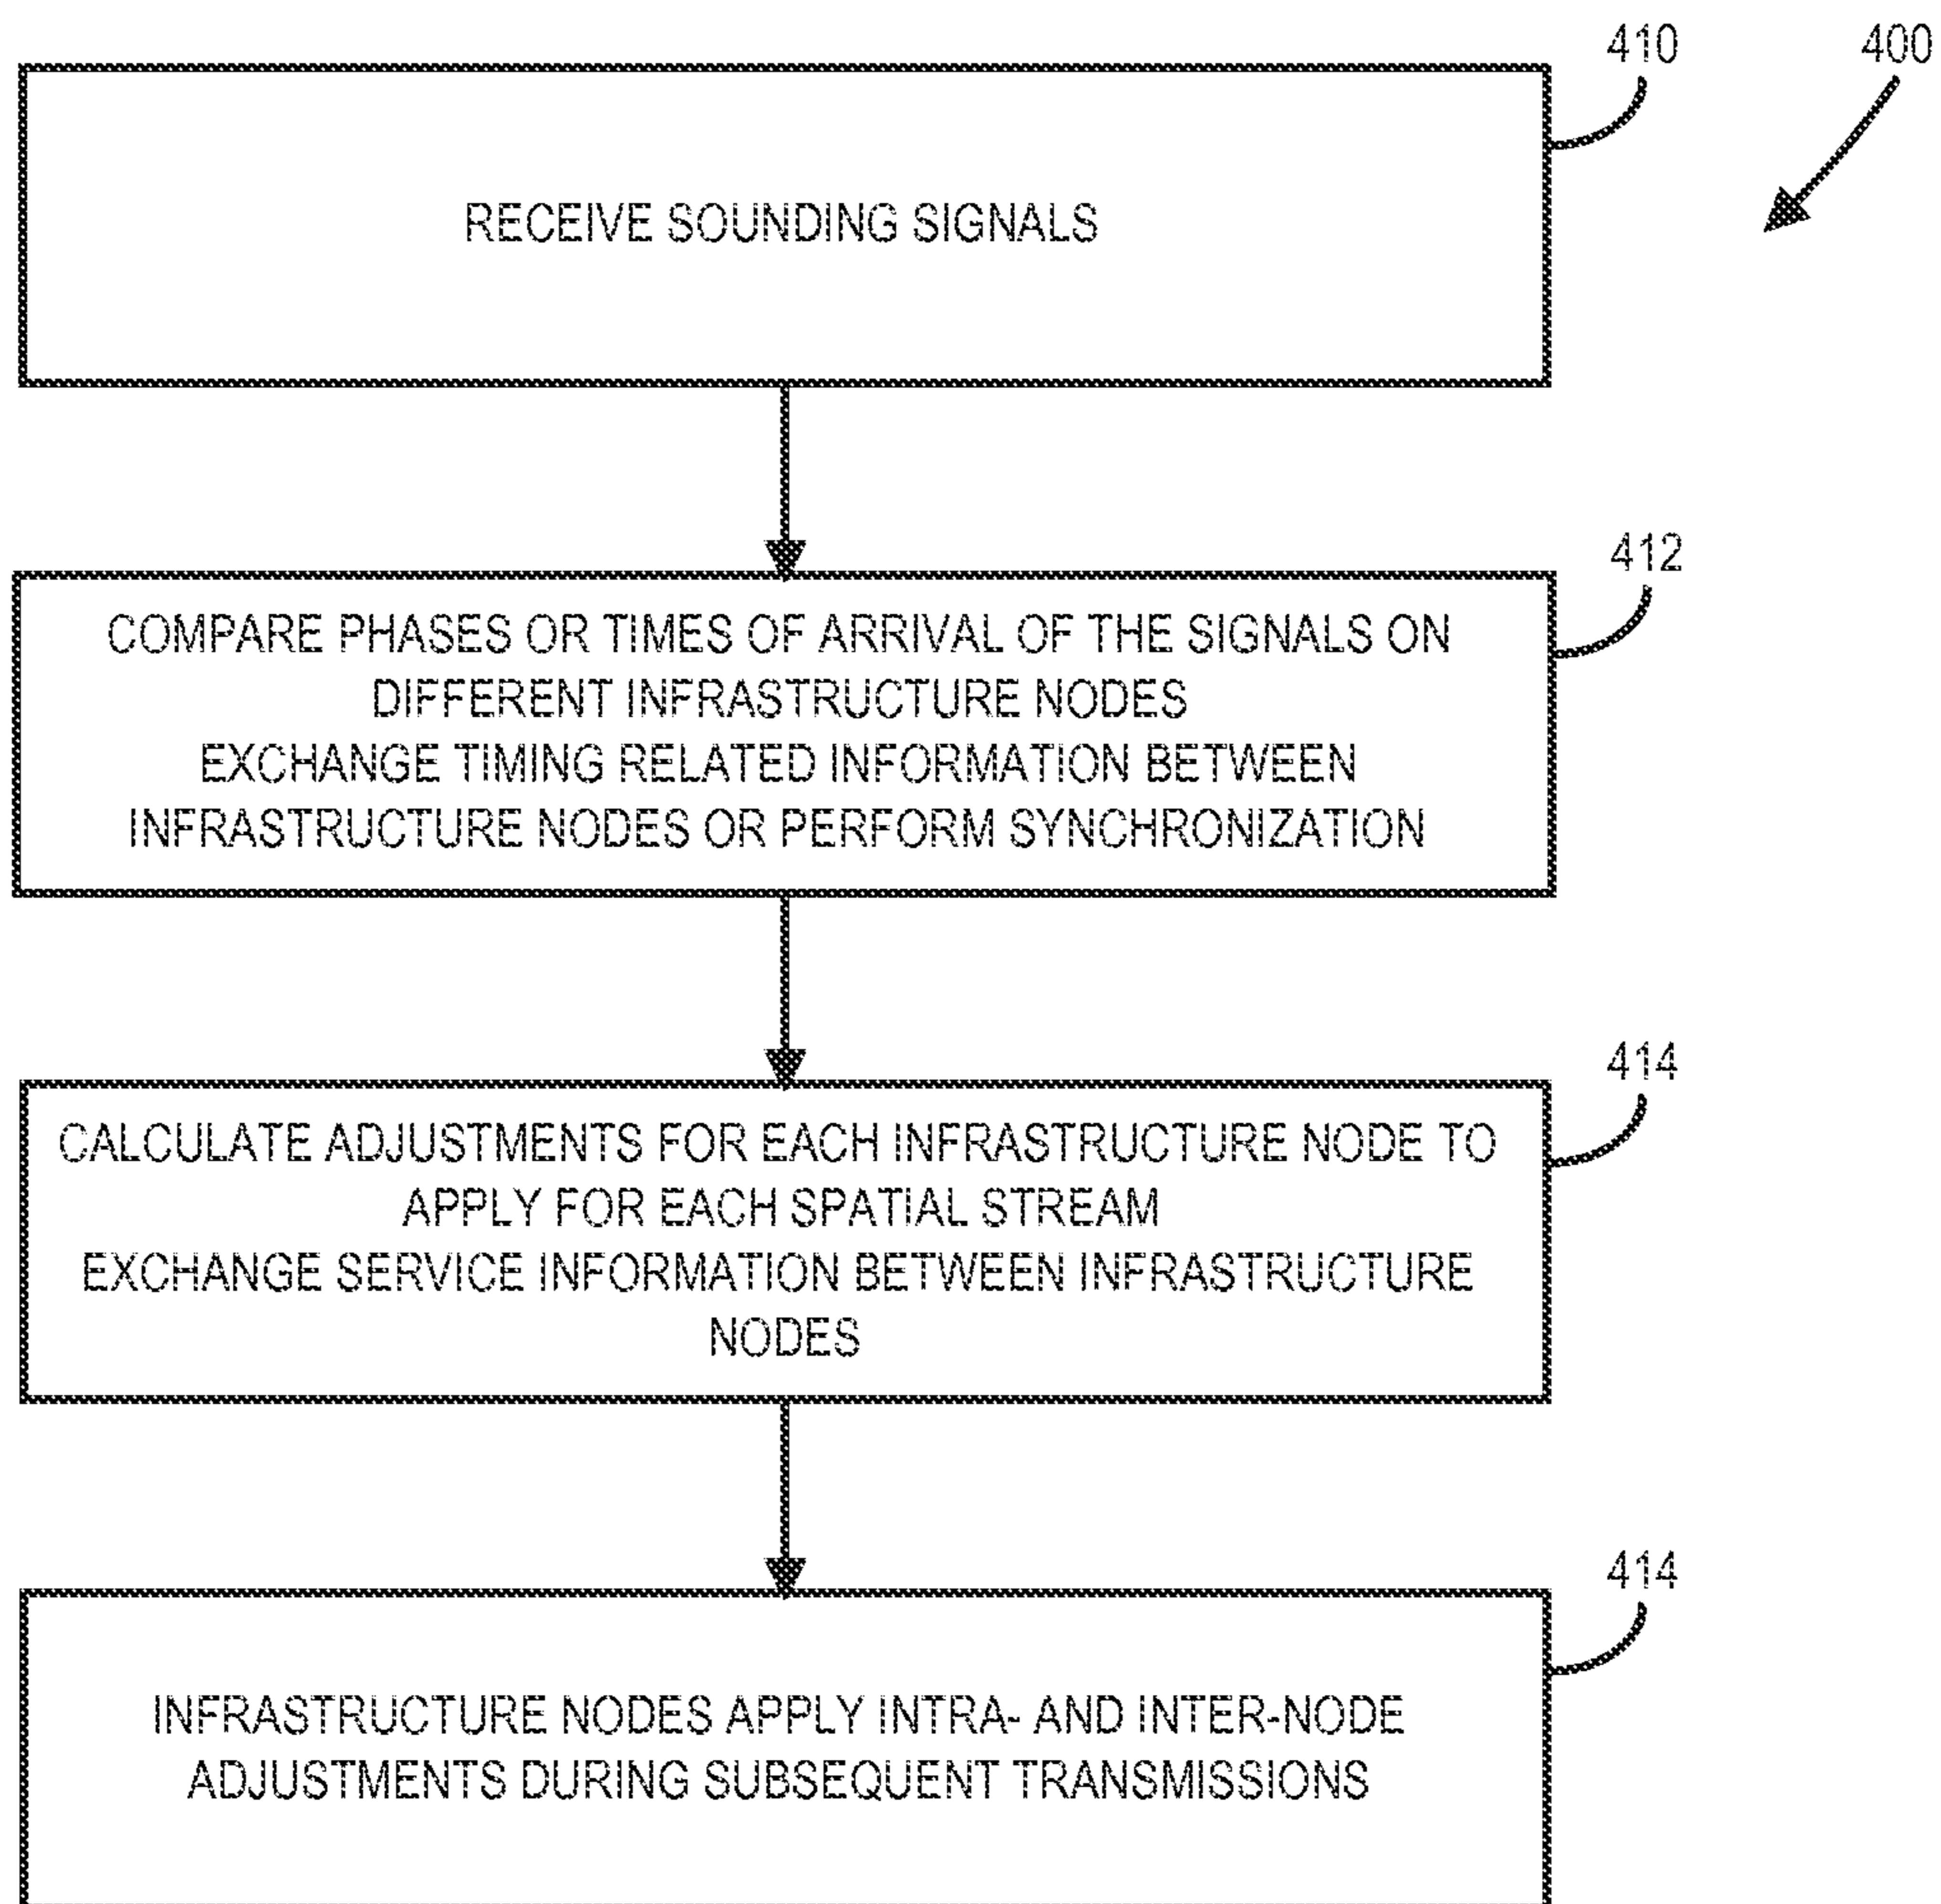 410
400
RECEIVE SOUNDING SIGNALS
412
COMPARE PHASES OR TIMES OF ARRIVAL OF THE SIGNALS ON
DIFFERENT INFRASTRUCTURE NODES
EXCHANGE TIMING RELATED INFORMATION BETWEEN
INFRASTRUCTURE NODES OR PERFORM SYNCHRONIZATION
414
CALCULATE ADJUSTMENTS FOR EACH INFRASTRUCTURE NODE TO
APPLY FOR EACH SPATIAL STREAM
EXCHANGE SERVICE INFORMATION BETWEEN INFRASTRUCTURE
NODES
414
INFRASTRUCTURE NODES APPLY INTRA- AND INTER-NODE
ADJUSTMENTS DURING SUBSEQUENT TRANSMISSIONS